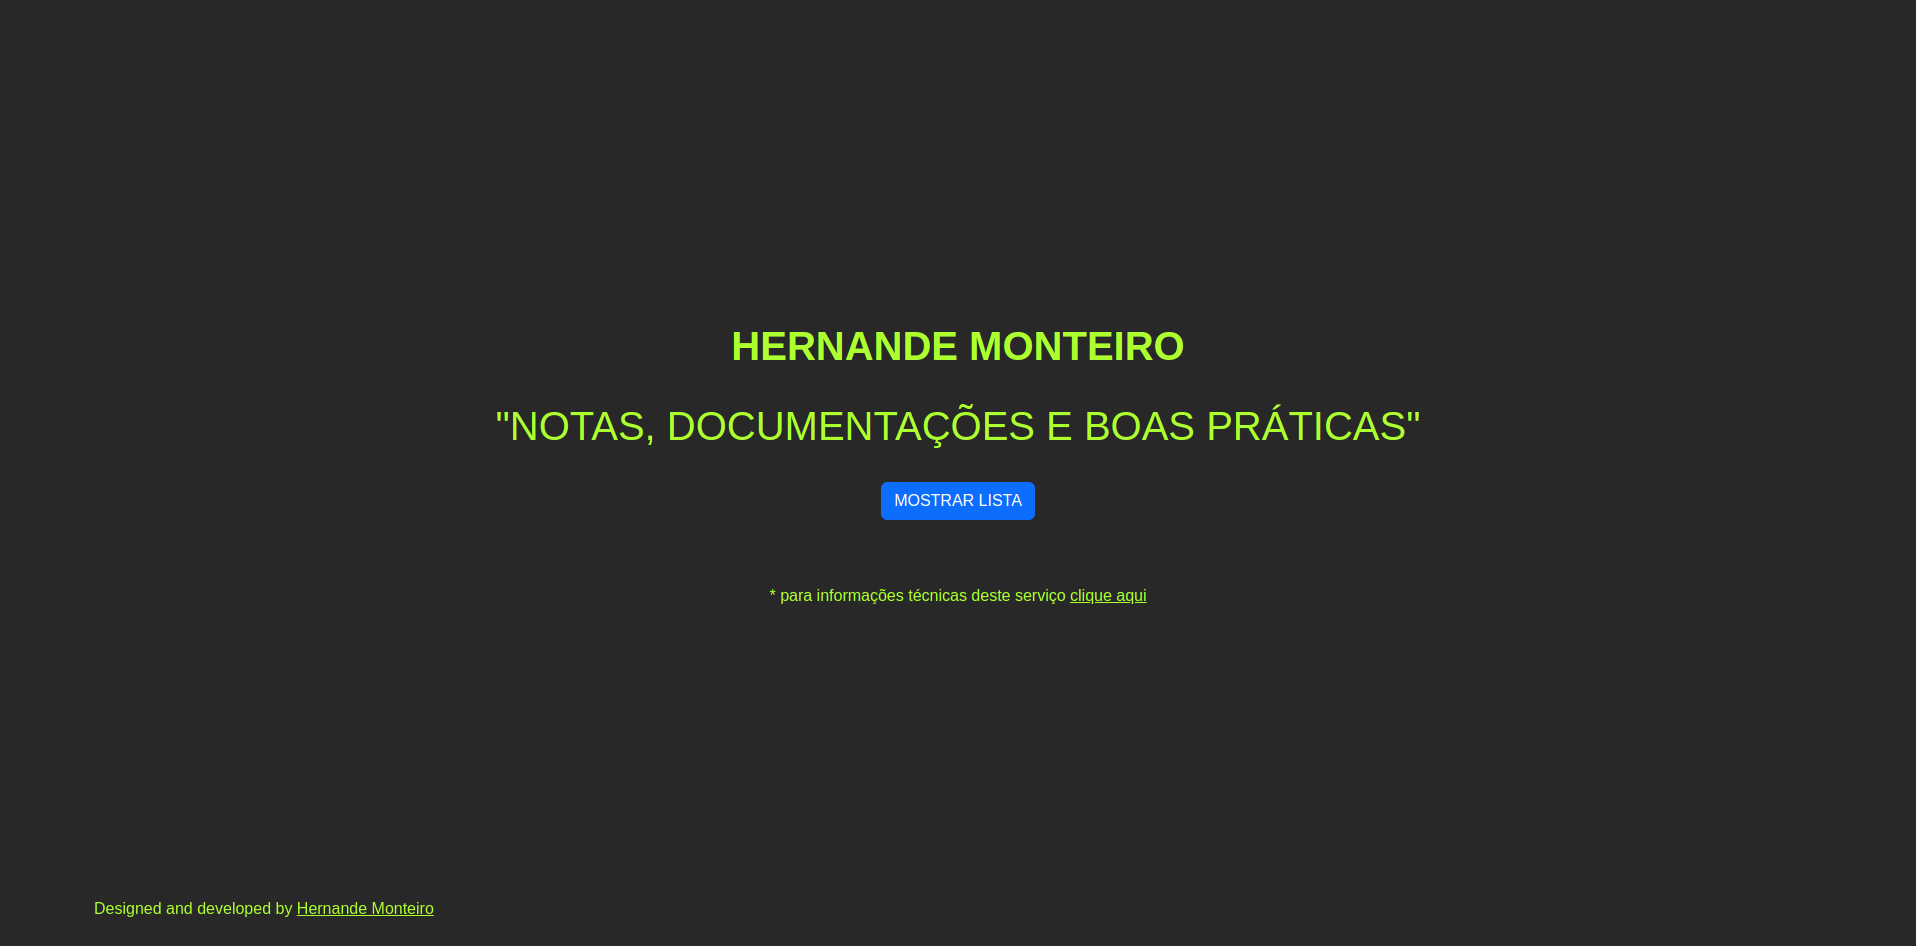 HERNANDE MONTEIRO
"NOTAS, DOCUMENTAÇÕES E BOAS PRÁTICAS"
MOSTRAR LISTA
* para informações técnicas deste serviço clique aqui
Designed and developed by Hernande Monteiro